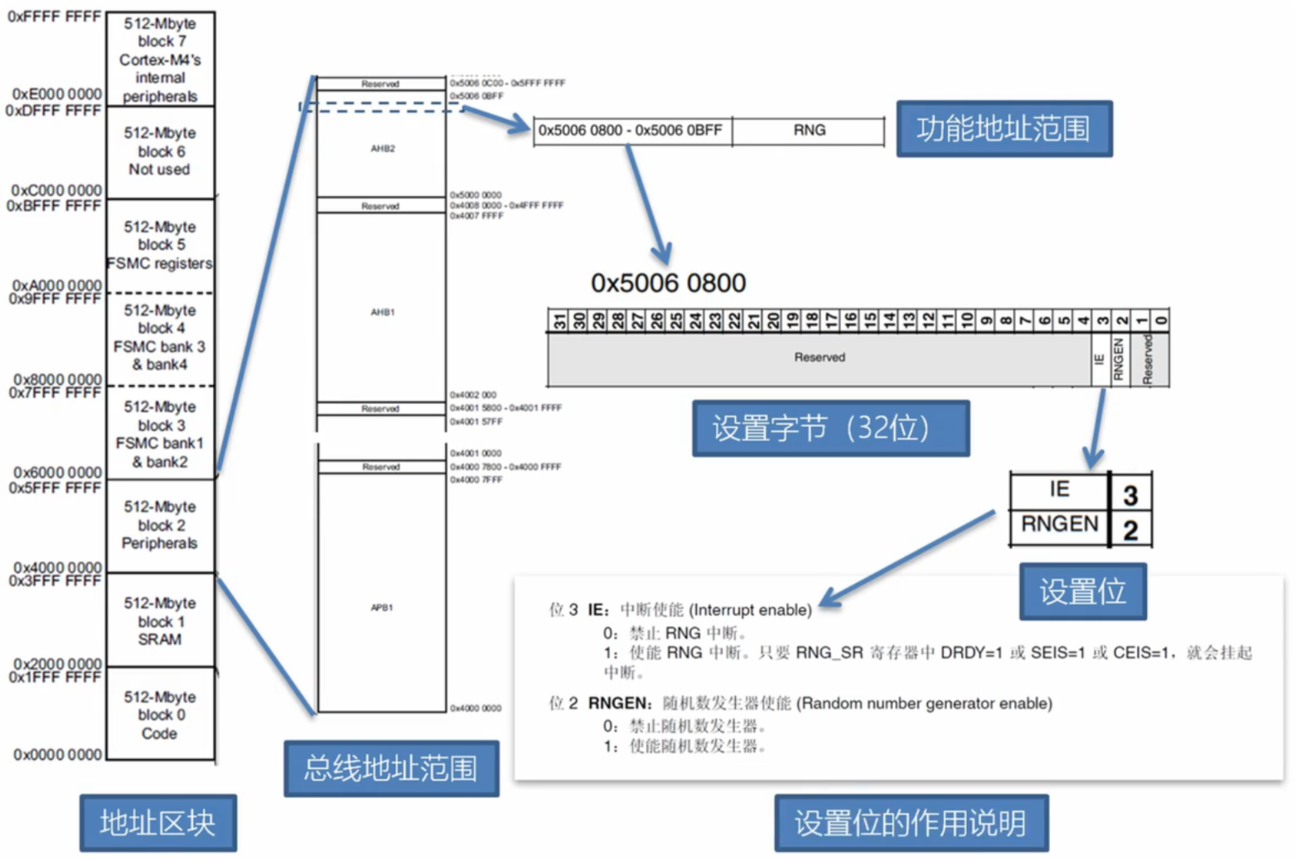 0xFFFF FFFF
512-Mbyte
block 7
Cortex-M4's
internal
peripherals
0xE000 0000
0xDFFF FFFF
512-Mbyte
block 6
Not used
0xC000 0000
0xBFFF FFFF
512-Mbyte
block 5
FSMC registers
0xA000 0000
0x9FFF FFFF
512-Mbyte
block 4
FSMC bank 3
& bank4
0x8000 0000
0x7FFF FFFF
512-Mbyte
block 3
FSMC bank1
& bank2
0x6000 0000
0x5FFF FFFF
512-Mbyte
block 2
Peripherals
0x4000 0000
0x3FFF FFFF
512-Mbyte
block 1
SRAM
0x2000 0000
0x1FFF FFFF
512-Mbyte
block 0
Code
0x0000 0000
地址区块
Reserved
0x5006 0C00 - 0x5FFF FFFF
0x5006 0BFF
AHB2
0x5000 0000
Reserved
0x4008 0000 - 0x4FFF FFFF
0x4007 FFFF
AHB1
0x4002 000
Reserved
0x4001 5800 - 0x4001 FFFF
0x4001 57FF
0x4001 0000
Reserved
0x4000 7800 - 0x4000 FFFF
0x4000 7FFF
APB1
0x4000 0000
总线地址范围
0x5006 0800 - 0x5006 0BFF RNG
功能地址范围
0x5006 0800
31 30 29 28 27 26 25 24 23 22 21 20 19 18 17 16 15 14 13 12 11 10 9 8 7 6 5 4 3 2 1 0
Reserved IE RNGEN Reserved
设置字节（32位）
IE 3
RNGEN 2
设置位
位 3 IE：中断使能 (Interrupt enable)
0：禁止 RNG 中断。
1：使能 RNG 中断。只要 RNG_SR 寄存器中 DRDY=1 或 SEIS=1 或 CEIS=1，就会挂起
中断。
位 2 RNGEN：随机数发生器使能 (Random number generator enable)
0：禁止随机数发生器。
1：使能随机数发生器。
设置位的作用说明